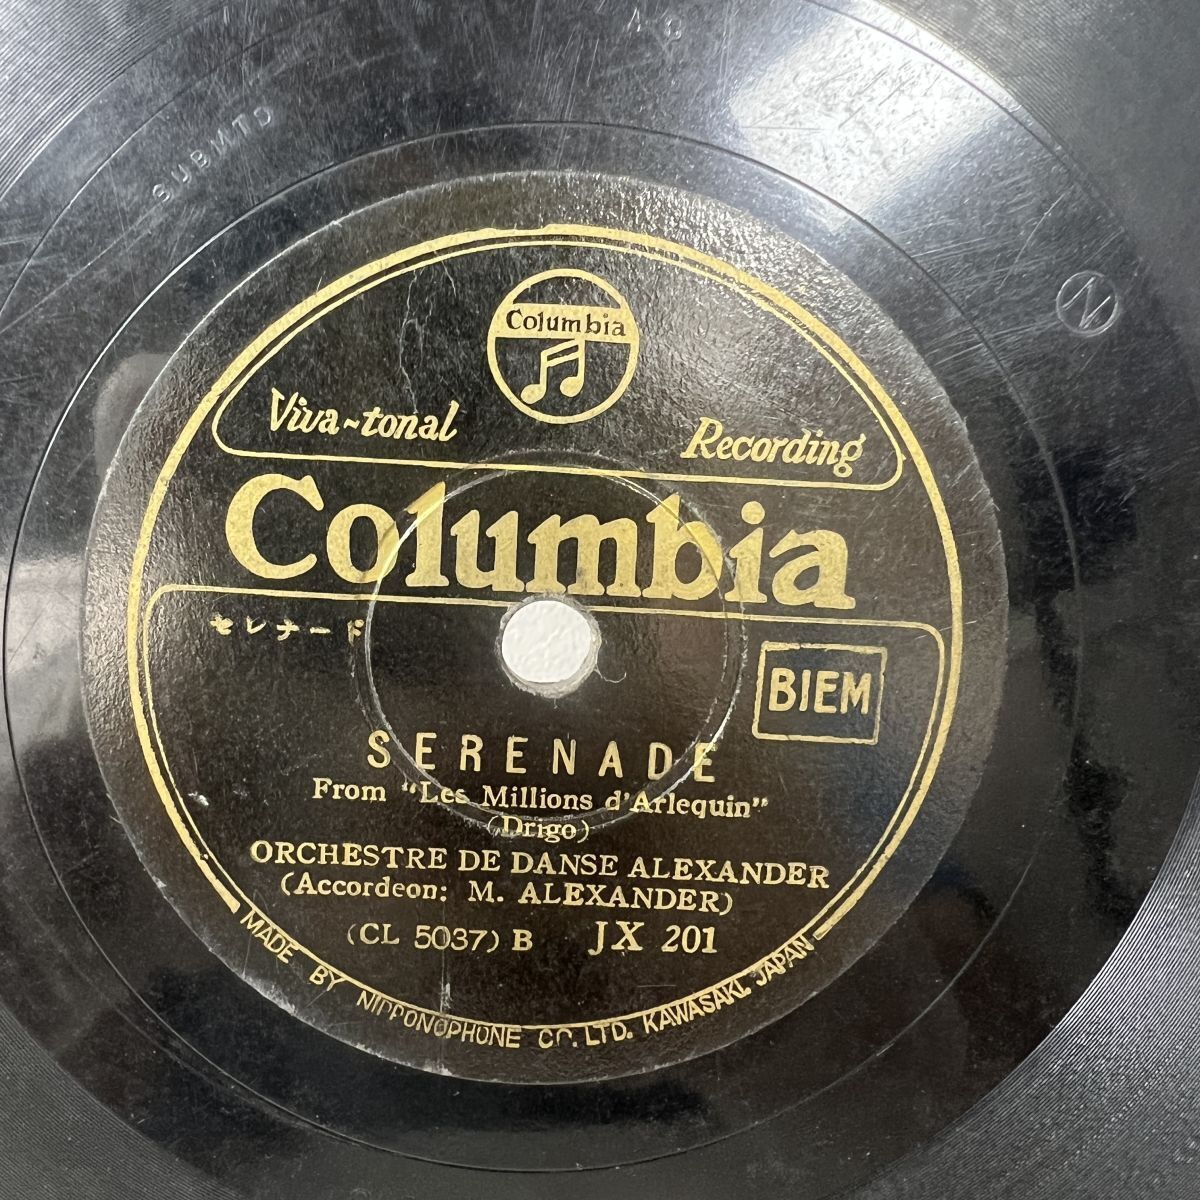 A C
SUBMTD
N
Columbia
Viva-tonal Recording
Columbia
セレナード
BIEM
SERENADE
From "Les Millions d'Arlequin"
(Drigo)
ORCHESTRE DE DANSE ALEXANDER
(Accordeon: M. ALEXANDER)
(CL 5037) B JX 201
MADE BY NIPPONOPHONE CO. LTD. KAWASAKI, JAPAN